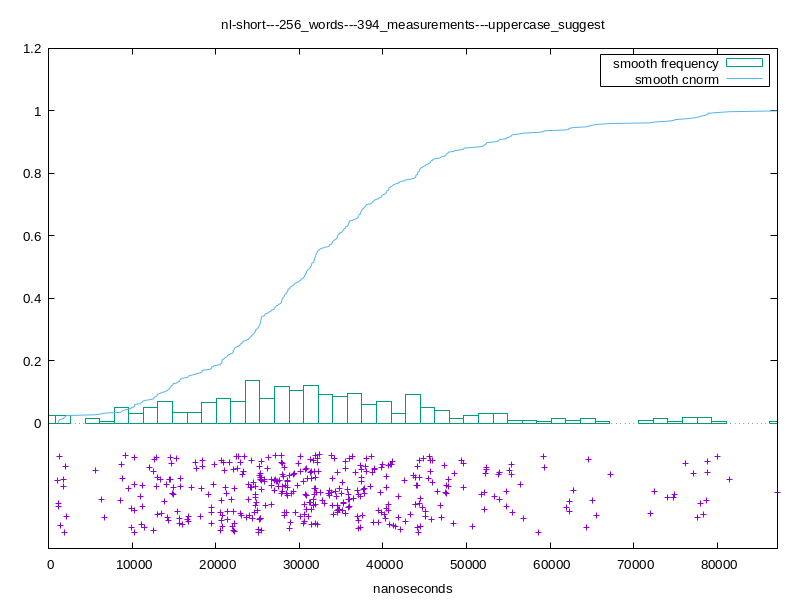 nl-short---256_words---394_measurements---uppercase_suggest
1.2
smooth frequency
smooth cnorm
1
0.8
0.6
0.4
0.2
0
0 10000 20000 30000 40000 50000 60000 70000 80000
nanoseconds